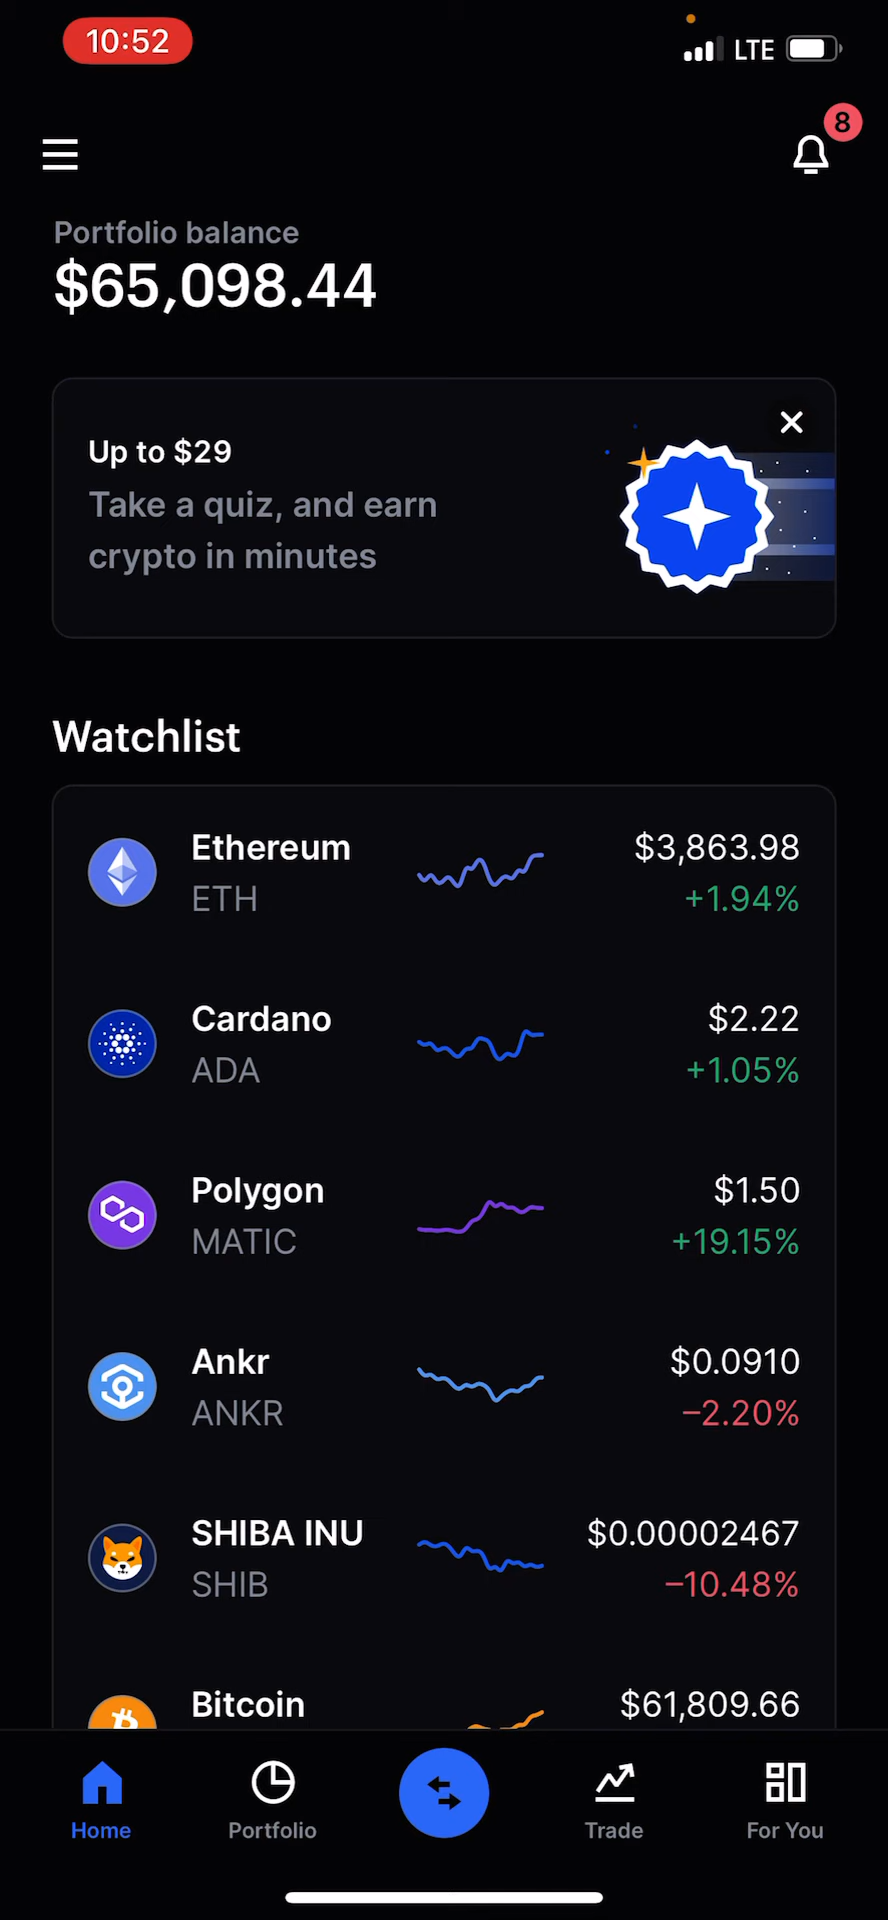 10:52
LTE
8
Portfolio balance
$65,098.44
Up to $29
Take a quiz, and earn
crypto in minutes
Watchlist
Ethereum
$3,863.98
ETH
+1.94%
Cardano
$2.22
ADA
+1.05%
Polygon
$1.50
MATIC
+19.15%
Ankr
$0.0910
ANKR
−2.20%
SHIBA INU
$0.00002467
SHIB
−10.48%
Bitcoin
$61,809.66
Home
Portfolio
Trade
For You